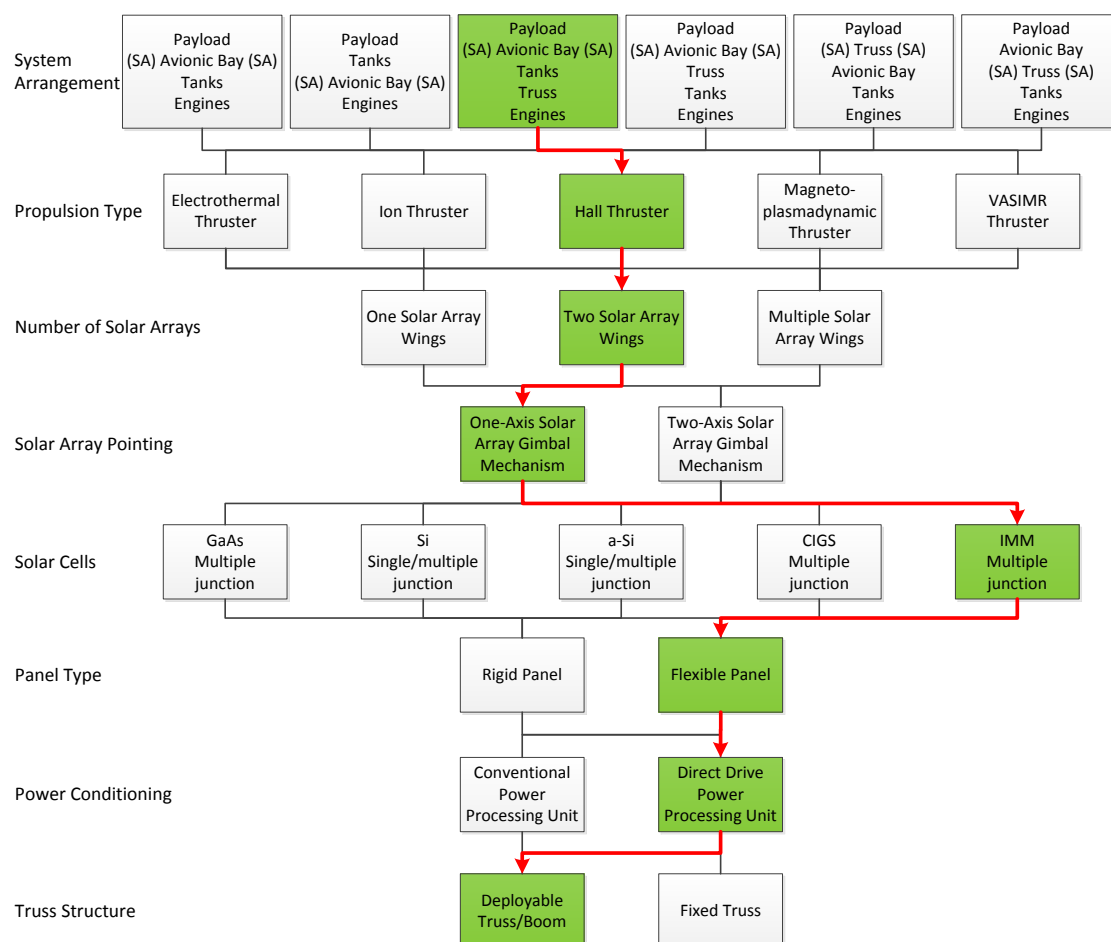 System
Arrangement
Payload
(SA) Avionic Bay (SA)
Tanks
Engines
Payload
Tanks
(SA) Avionic Bay (SA)
Engines
Payload
(SA) Avionic Bay (SA)
Tanks
Truss
Engines
Payload
(SA) Avionic Bay (SA)
Truss
Tanks
Engines
Payload
(SA) Truss (SA)
Avionic Bay
Tanks
Engines
Payload
Avionic Bay
(SA) Truss (SA)
Tanks
Engines
Propulsion Type
Electrothermal
Thruster
Ion Thruster
Hall Thruster
Magneto-
plasmadynamic
Thruster
VASIMR
Thruster
Number of Solar Arrays
One Solar Array
Wings
Two Solar Array
Wings
Multiple Solar
Array Wings
Solar Array Pointing
One-Axis Solar
Array Gimbal
Mechanism
Two-Axis Solar
Array Gimbal
Mechanism
Solar Cells
GaAs
Multiple
junction
Si
Single/multiple
junction
a-Si
Single/multiple
junction
CIGS
Multiple
junction
IMM
Multiple
junction
Panel Type
Rigid Panel
Flexible Panel
Power Conditioning
Conventional
Power
Processing Unit
Direct Drive
Power
Processing Unit
Truss Structure
Deployable
Truss/Boom
Fixed Truss